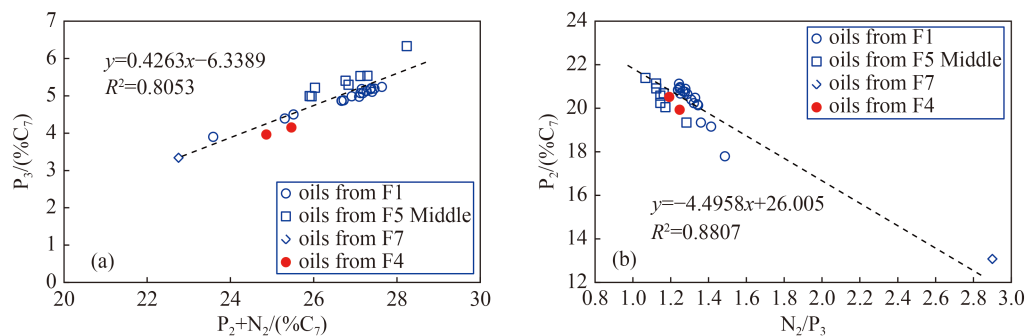 7
6
5
4
3
2
1
0
P₃/(%C₇)
y=0.4263x−6.3389
R²=0.8053
oils from F1
oils from F5 Middle
oils from F7
oils from F4
(a)
20 22 24 26 28 30
P₂+N₂/(%C₇)
24
22
20
18
16
14
12
P₂/(%C₇)
oils from F1
oils from F5 Middle
oils from F7
oils from F4
y=−4.4958x+26.005
R²=0.8807
(b)
0.8 1.0 1.2 1.4 1.6 1.8 2.0 2.2 2.4 2.6 2.8 3.0
N₂/P₃